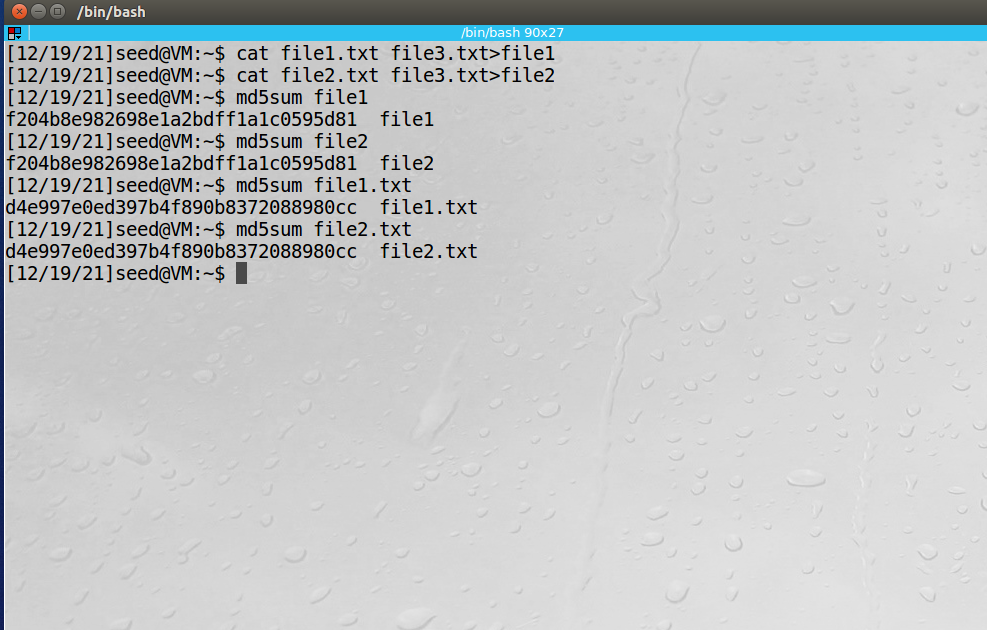 /bin/bash
/bin/bash 90x27
[12/19/21]seed@VM:~$ cat file1.txt file3.txt>file1
[12/19/21]seed@VM:~$ cat file2.txt file3.txt>file2
[12/19/21]seed@VM:~$ md5sum file1
f204b8e982698e1a2bdff1a1c0595d81  file1
[12/19/21]seed@VM:~$ md5sum file2
f204b8e982698e1a2bdff1a1c0595d81  file2
[12/19/21]seed@VM:~$ md5sum file1.txt
d4e997e0ed397b4f890b8372088980cc  file1.txt
[12/19/21]seed@VM:~$ md5sum file2.txt
d4e997e0ed397b4f890b8372088980cc  file2.txt
[12/19/21]seed@VM:~$